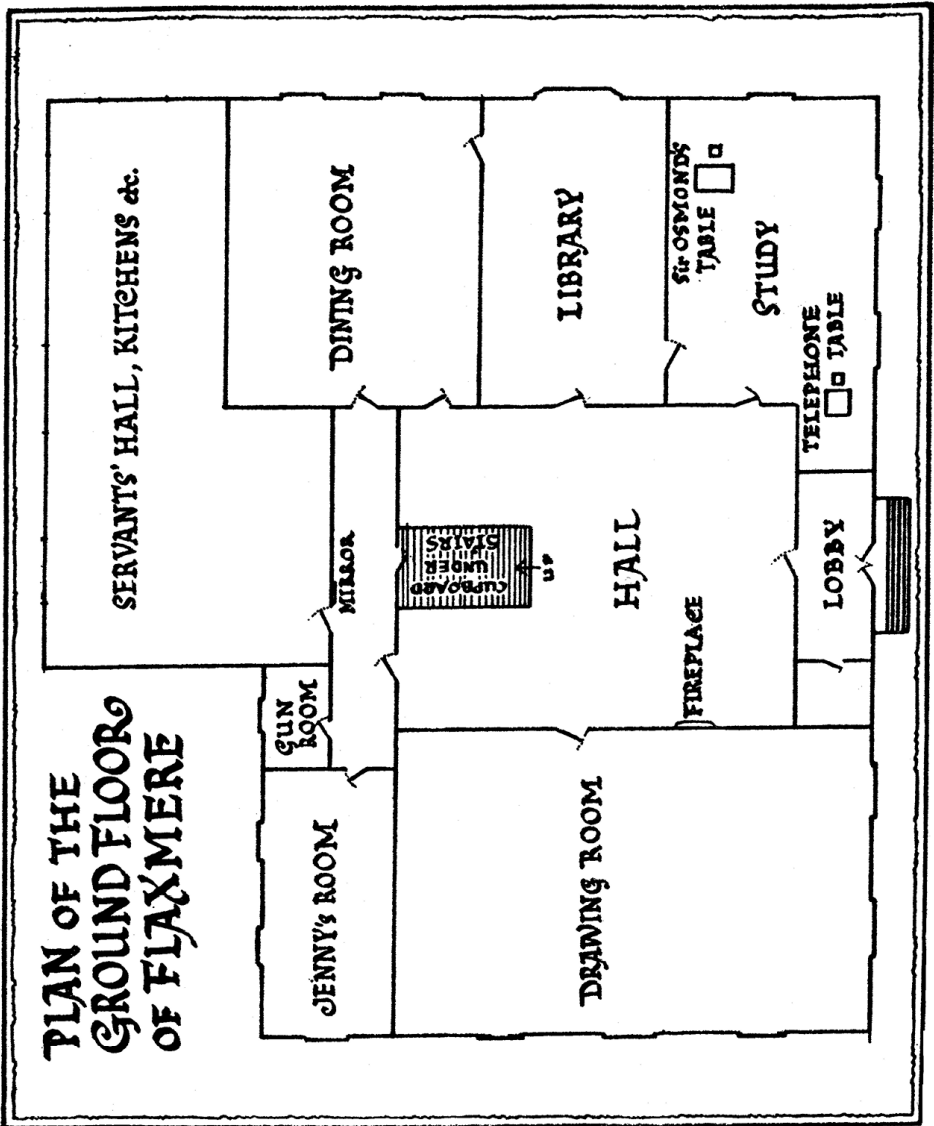 PLAN OF THE
GROUND FLOOR
OF FLAXMERE
SERVANTS' HALL, KITCHENS etc.
GUN
ROOM
MIRROR
DINING ROOM
JENNY'S ROOM
CUPBOARD
UNDER
STAIRS
UP
LIBRARY
HALL
DRAWING ROOM
FIREPLACE
Sir OSMOND'S
TABLE
STUDY
TELEPHONE
TABLE
LOBBY